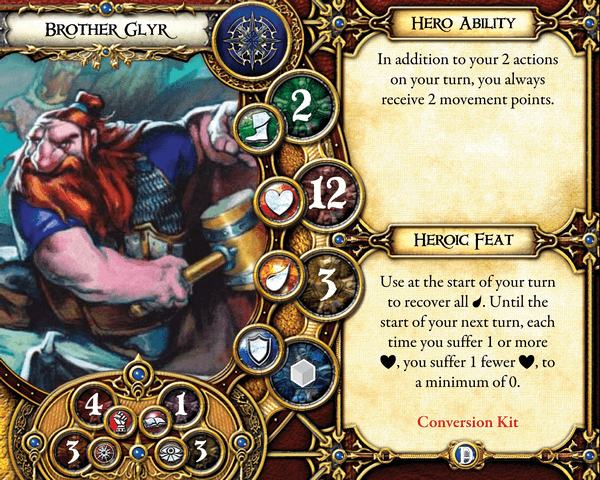 Brother Glyr
2
12
3
4
1
3
3
Hero Ability
In addition to your 2 actions
on your turn, you always
receive 2 movement points.
Heroic Feat
Use at the start of your turn
to recover all . Until the
start of your next turn, each
time you suffer 1 or more
, you suffer 1 fewer , to
a minimum of 0.
Conversion Kit
D